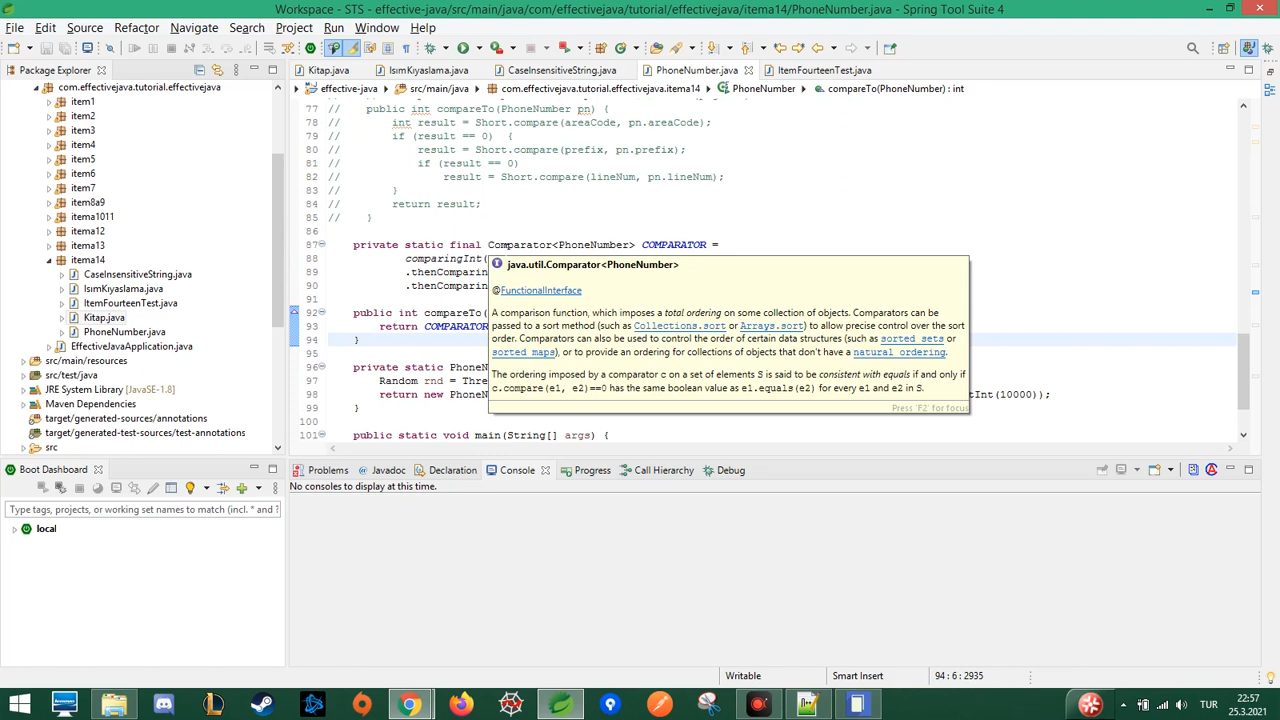 Workspace - STS - effective-java/src/main/java/com/effectivejava/tutorial/effectivejava/itema14/PhoneNumber.java - Spring Tool Suite 4
File Edit Source Refactor Navigate Search Project Run Window Help
Package Explorer
Kitap.java IsımKıyaslama.java CaseInsensitiveString.java PhoneNumber.java ItemFourteenTest.java
effective-java src/main/java com.effectivejava.tutorial.effectivejava.itema14 PhoneNumber compareTo(PhoneNumber) : int
com.effectivejava.tutorial.effectivejava
item1
item2
item3
item4
item5
item6
item7
item8a9
itema1011
item12
itema13
itema14
CaseInsensitiveString.java
IsımKıyaslama.java
ItemFourteenTest.java
Kitap.java
PhoneNumber.java
EffectiveJavaApplication.java
src/main/resources
src/test/java
JRE System Library [JavaSE-1.8]
Maven Dependencies
target/generated-sources/annotations
target/generated-test-sources/test-annotations
src
77 // public int compareTo(PhoneNumber pn) {
78 // int result = Short.compare(areaCode, pn.areaCode);
79 // if (result == 0) {
80 // result = Short.compare(prefix, pn.prefix);
81 // if (result == 0)
82 // result = Short.compare(lineNum, pn.lineNum);
83 // }
84 // return result;
85 // }
86
87 private static final Comparator<PhoneNumber> COMPARATOR =
88 comparingInt(
89 .thenComparin
90 .thenComparin
91
92 public int compareTo(
93 return COMPARATOR
94 }
95
96 private static PhoneN
97 Random rnd = Thre
98 return new PhoneN tInt(10000));
99 }
100
101 public static void main(String[] args) {
java.util.Comparator<PhoneNumber>
@FunctionalInterface
A comparison function, which imposes a total ordering on some collection of objects. Comparators can be
passed to a sort method (such as Collections.sort or Arrays.sort) to allow precise control over the sort
order. Comparators can also be used to control the order of certain data structures (such as sorted sets or
sorted maps), or to provide an ordering for collections of objects that don't have a natural ordering.
The ordering imposed by a comparator c on a set of elements S is said to be consistent with equals if and only if
c.compare(e1, e2)==0 has the same boolean value as e1.equals(e2) for every e1 and e2 in S.
Press 'F2' for focus
Boot Dashboard
Type tags, projects, or working set names to match (incl. * and
local
Problems Javadoc Declaration Console Progress Call Hierarchy Debug
No consoles to display at this time.
Writable Smart Insert 94 : 6 : 2935
TUR
22:57
25.3.2021